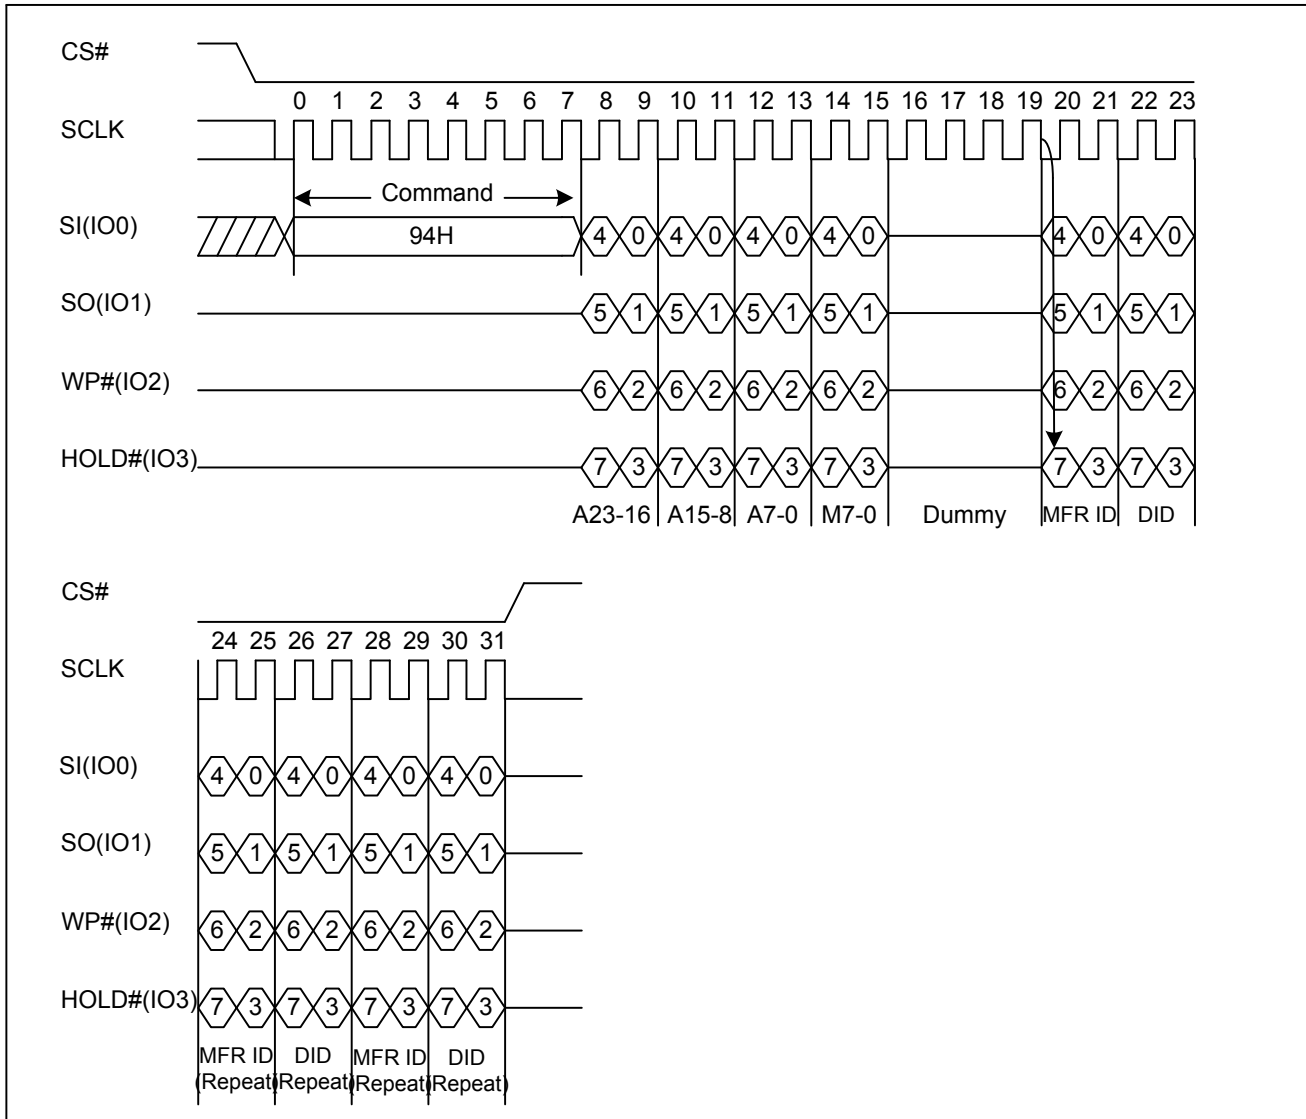 CS#
0 1 2 3 4 5 6 7 8 9 10 11 12 13 14 15 16 17 18 19 20 21 22 23
SCLK
Command
SI(IO0) 94H 4 0 4 0 4 0 4 0 4 0 4 0
SO(IO1) 5 1 5 1 5 1 5 1 5 1 5 1
WP#(IO2) 6 2 6 2 6 2 6 2 6 2 6 2
HOLD#(IO3) 7 3 7 3 7 3 7 3 7 3 7 3
A23-16 A15-8 A7-0 M7-0 Dummy MFR ID DID
CS#
24 25 26 27 28 29 30 31
SCLK
SI(IO0) 4 0 4 0 4 0 4 0
SO(IO1) 5 1 5 1 5 1 5 1
WP#(IO2) 6 2 6 2 6 2 6 2
HOLD#(IO3) 7 3 7 3 7 3 7 3
MFR ID DID MFR ID DID
(Repeat) (Repeat) (Repeat) (Repeat)